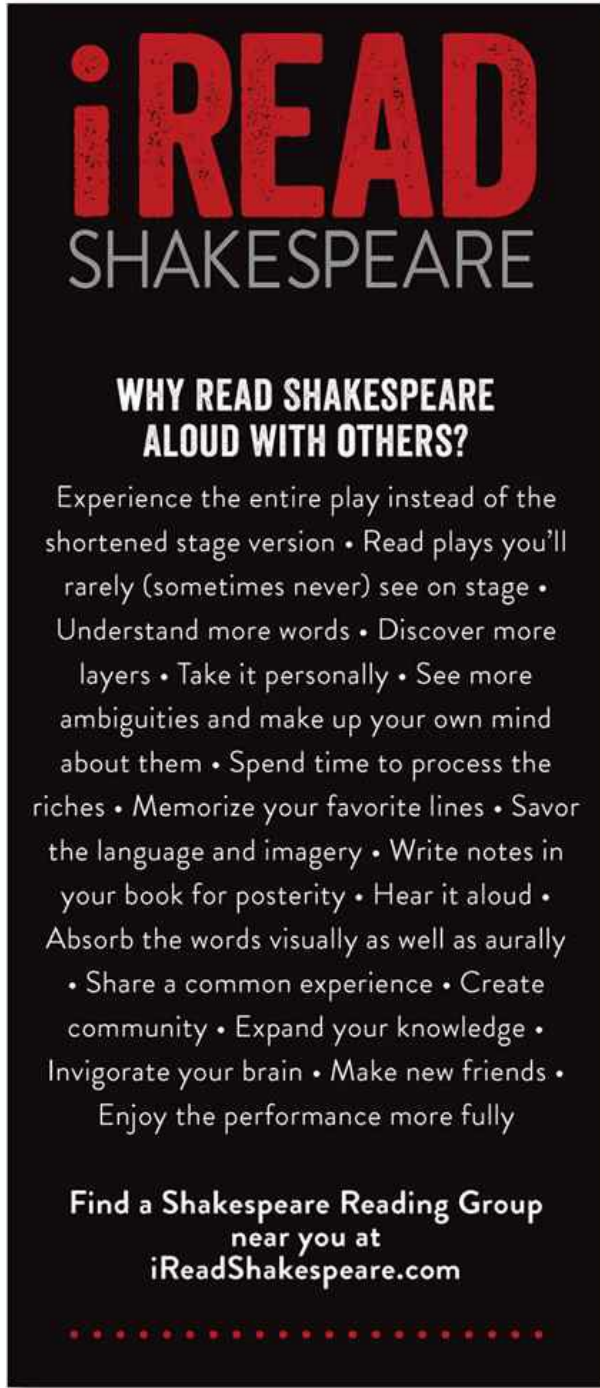 iREAD
SHAKESPEARE
WHY READ SHAKESPEARE
ALOUD WITH OTHERS?
Experience the entire play instead of the
shortened stage version • Read plays you'll
rarely (sometimes never) see on stage •
Understand more words • Discover more
layers • Take it personally • See more
ambiguities and make up your own mind
about them • Spend time to process the
riches • Memorize your favorite lines • Savor
the language and imagery • Write notes in
your book for posterity • Hear it aloud •
Absorb the words visually as well as aurally
• Share a common experience • Create
community • Expand your knowledge •
Invigorate your brain • Make new friends •
Enjoy the performance more fully
Find a Shakespeare Reading Group
near you at
iReadShakespeare.com